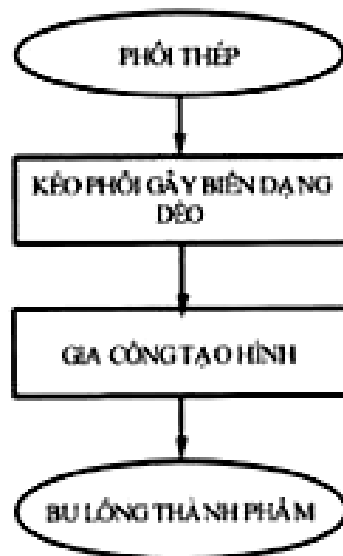 PHÔI THÉP
KÉO PHÔI GÂY BIẾN DẠNG
DẺO
GIA CÔNG TẠO HÌNH
BU LÔNG THÀNH PHẨM